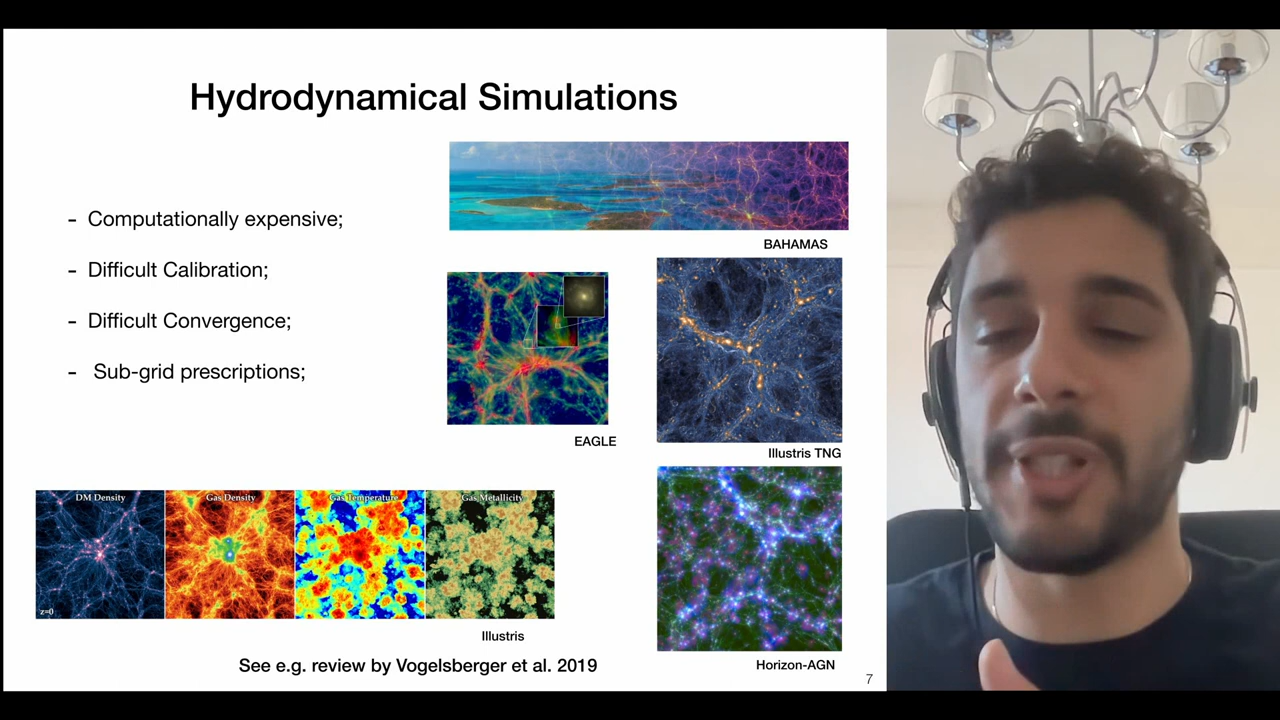 Hydrodynamical Simulations
- Computationally expensive;
- Difficult Calibration;
- Difficult Convergence;
- Sub-grid prescriptions;
BAHAMAS
EAGLE
Illustris TNG
DM Density
Gas Density
Gas Temperature
Gas Metallicity
z=0
Illustris
Horizon-AGN
See e.g. review by Vogelsberger et al. 2019
7